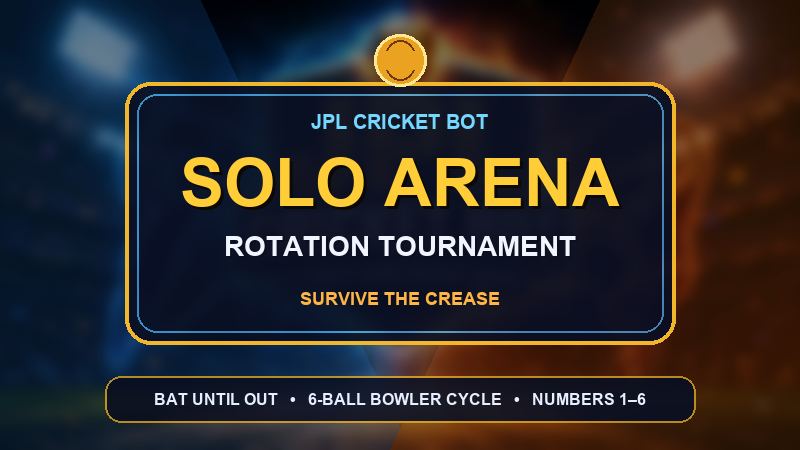 JPL CRICKET BOT
SOLO ARENA
ROTATION TOURNAMENT
SURVIVE THE CREASE
BAT UNTIL OUT • 6-BALL BOWLER CYCLE • NUMBERS 1–6